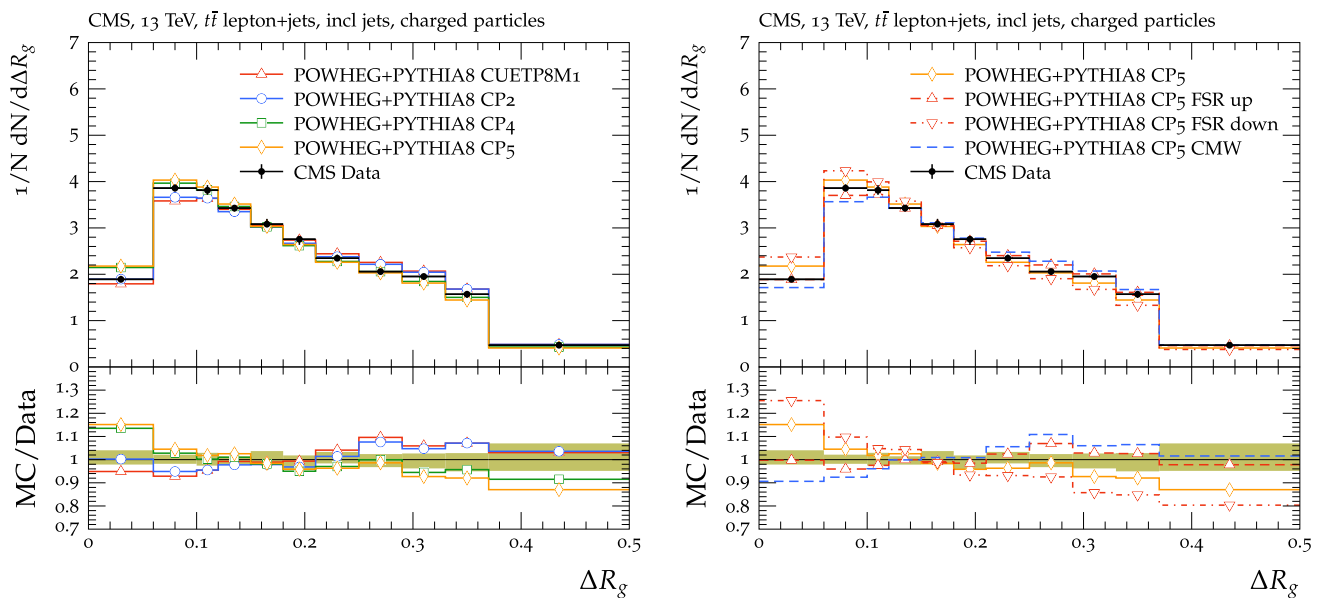 CMS, 13 TeV, tt̄ lepton+jets, incl jets, charged particles
1/N dN/dΔR_g
7
6
5
4
3
2
1
0
POWHEG+PYTHIA8 CUETP8M1
POWHEG+PYTHIA8 CP2
POWHEG+PYTHIA8 CP4
POWHEG+PYTHIA8 CP5
CMS Data
MC/Data
1.3
1.2
1.1
1
0.9
0.8
0.7
0 0.1 0.2 0.3 0.4 0.5
ΔR_g
CMS, 13 TeV, tt̄ lepton+jets, incl jets, charged particles
1/N dN/dΔR_g
7
6
5
4
3
2
1
0
POWHEG+PYTHIA8 CP5
POWHEG+PYTHIA8 CP5 FSR up
POWHEG+PYTHIA8 CP5 FSR down
POWHEG+PYTHIA8 CP5 CMW
CMS Data
MC/Data
1.3
1.2
1.1
1
0.9
0.8
0.7
0 0.1 0.2 0.3 0.4 0.5
ΔR_g